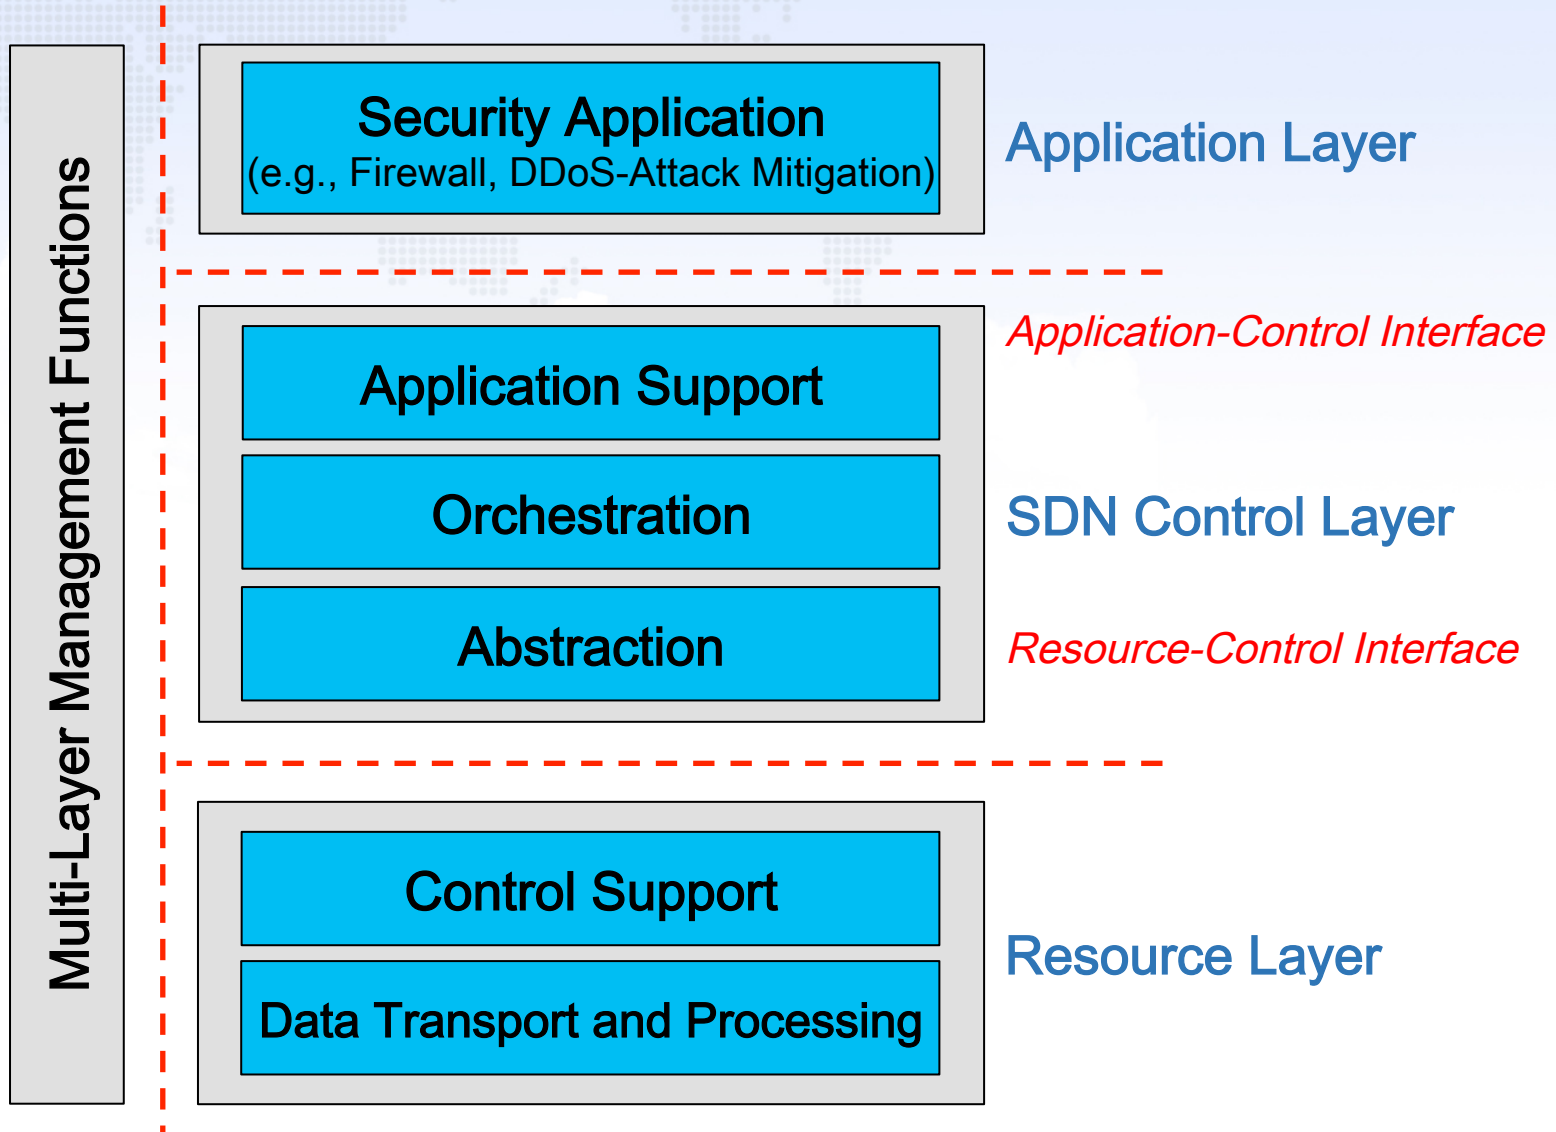 Multi-Layer Management Functions
Security Application
(e.g., Firewall, DDoS-Attack Mitigation)
Application Layer
Application-Control Interface
Application Support
Orchestration
SDN Control Layer
Abstraction
Resource-Control Interface
Control Support
Resource Layer
Data Transport and Processing